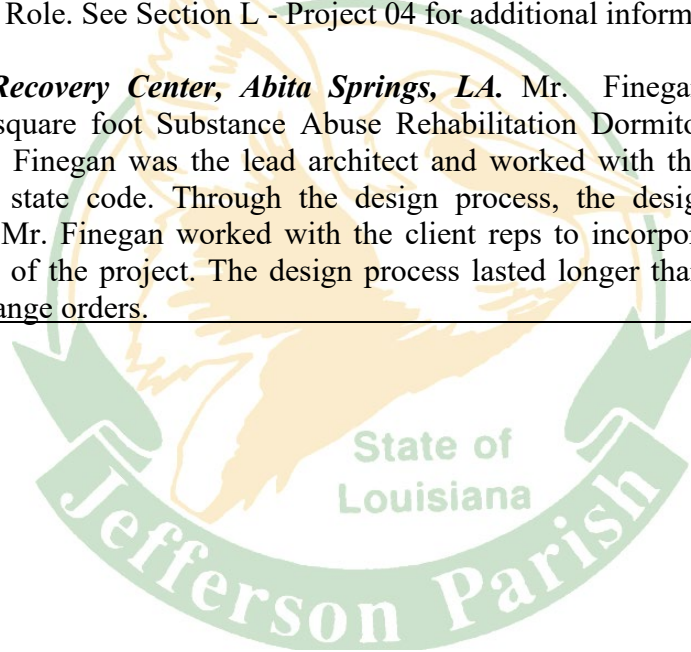 Role. See Section L - Project 04 for additional inform
Recovery Center, Abita Springs, LA. Mr. Finega
square foot Substance Abuse Rehabilitation Dormito
Finegan was the lead architect and worked with th
state code. Through the design process, the desig
Mr. Finegan worked with the client reps to incorpor
of the project. The design process lasted longer than
ange orders.
State of
Louisiana
Jefferson Parish